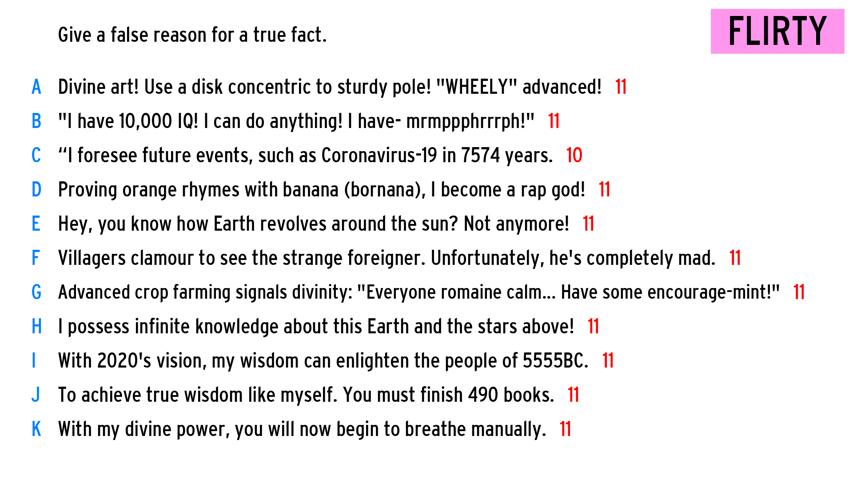 Give a false reason for a true fact.
FLIRTY
A Divine art! Use a disk concentric to sturdy pole! "WHEELY" advanced! 11
B "I have 10,000 IQ! I can do anything! I have- mrmppphrrrph!" 11
C “I foresee future events, such as Coronavirus-19 in 7574 years. 10
D Proving orange rhymes with banana (bornana), I become a rap god! 11
E Hey, you know how Earth revolves around the sun? Not anymore! 11
F Villagers clamour to see the strange foreigner. Unfortunately, he's completely mad. 11
G Advanced crop farming signals divinity: "Everyone romaine calm... Have some encourage-mint!" 11
H I possess infinite knowledge about this Earth and the stars above! 11
I With 2020's vision, my wisdom can enlighten the people of 5555BC. 11
J To achieve true wisdom like myself. You must finish 490 books. 11
K With my divine power, you will now begin to breathe manually. 11